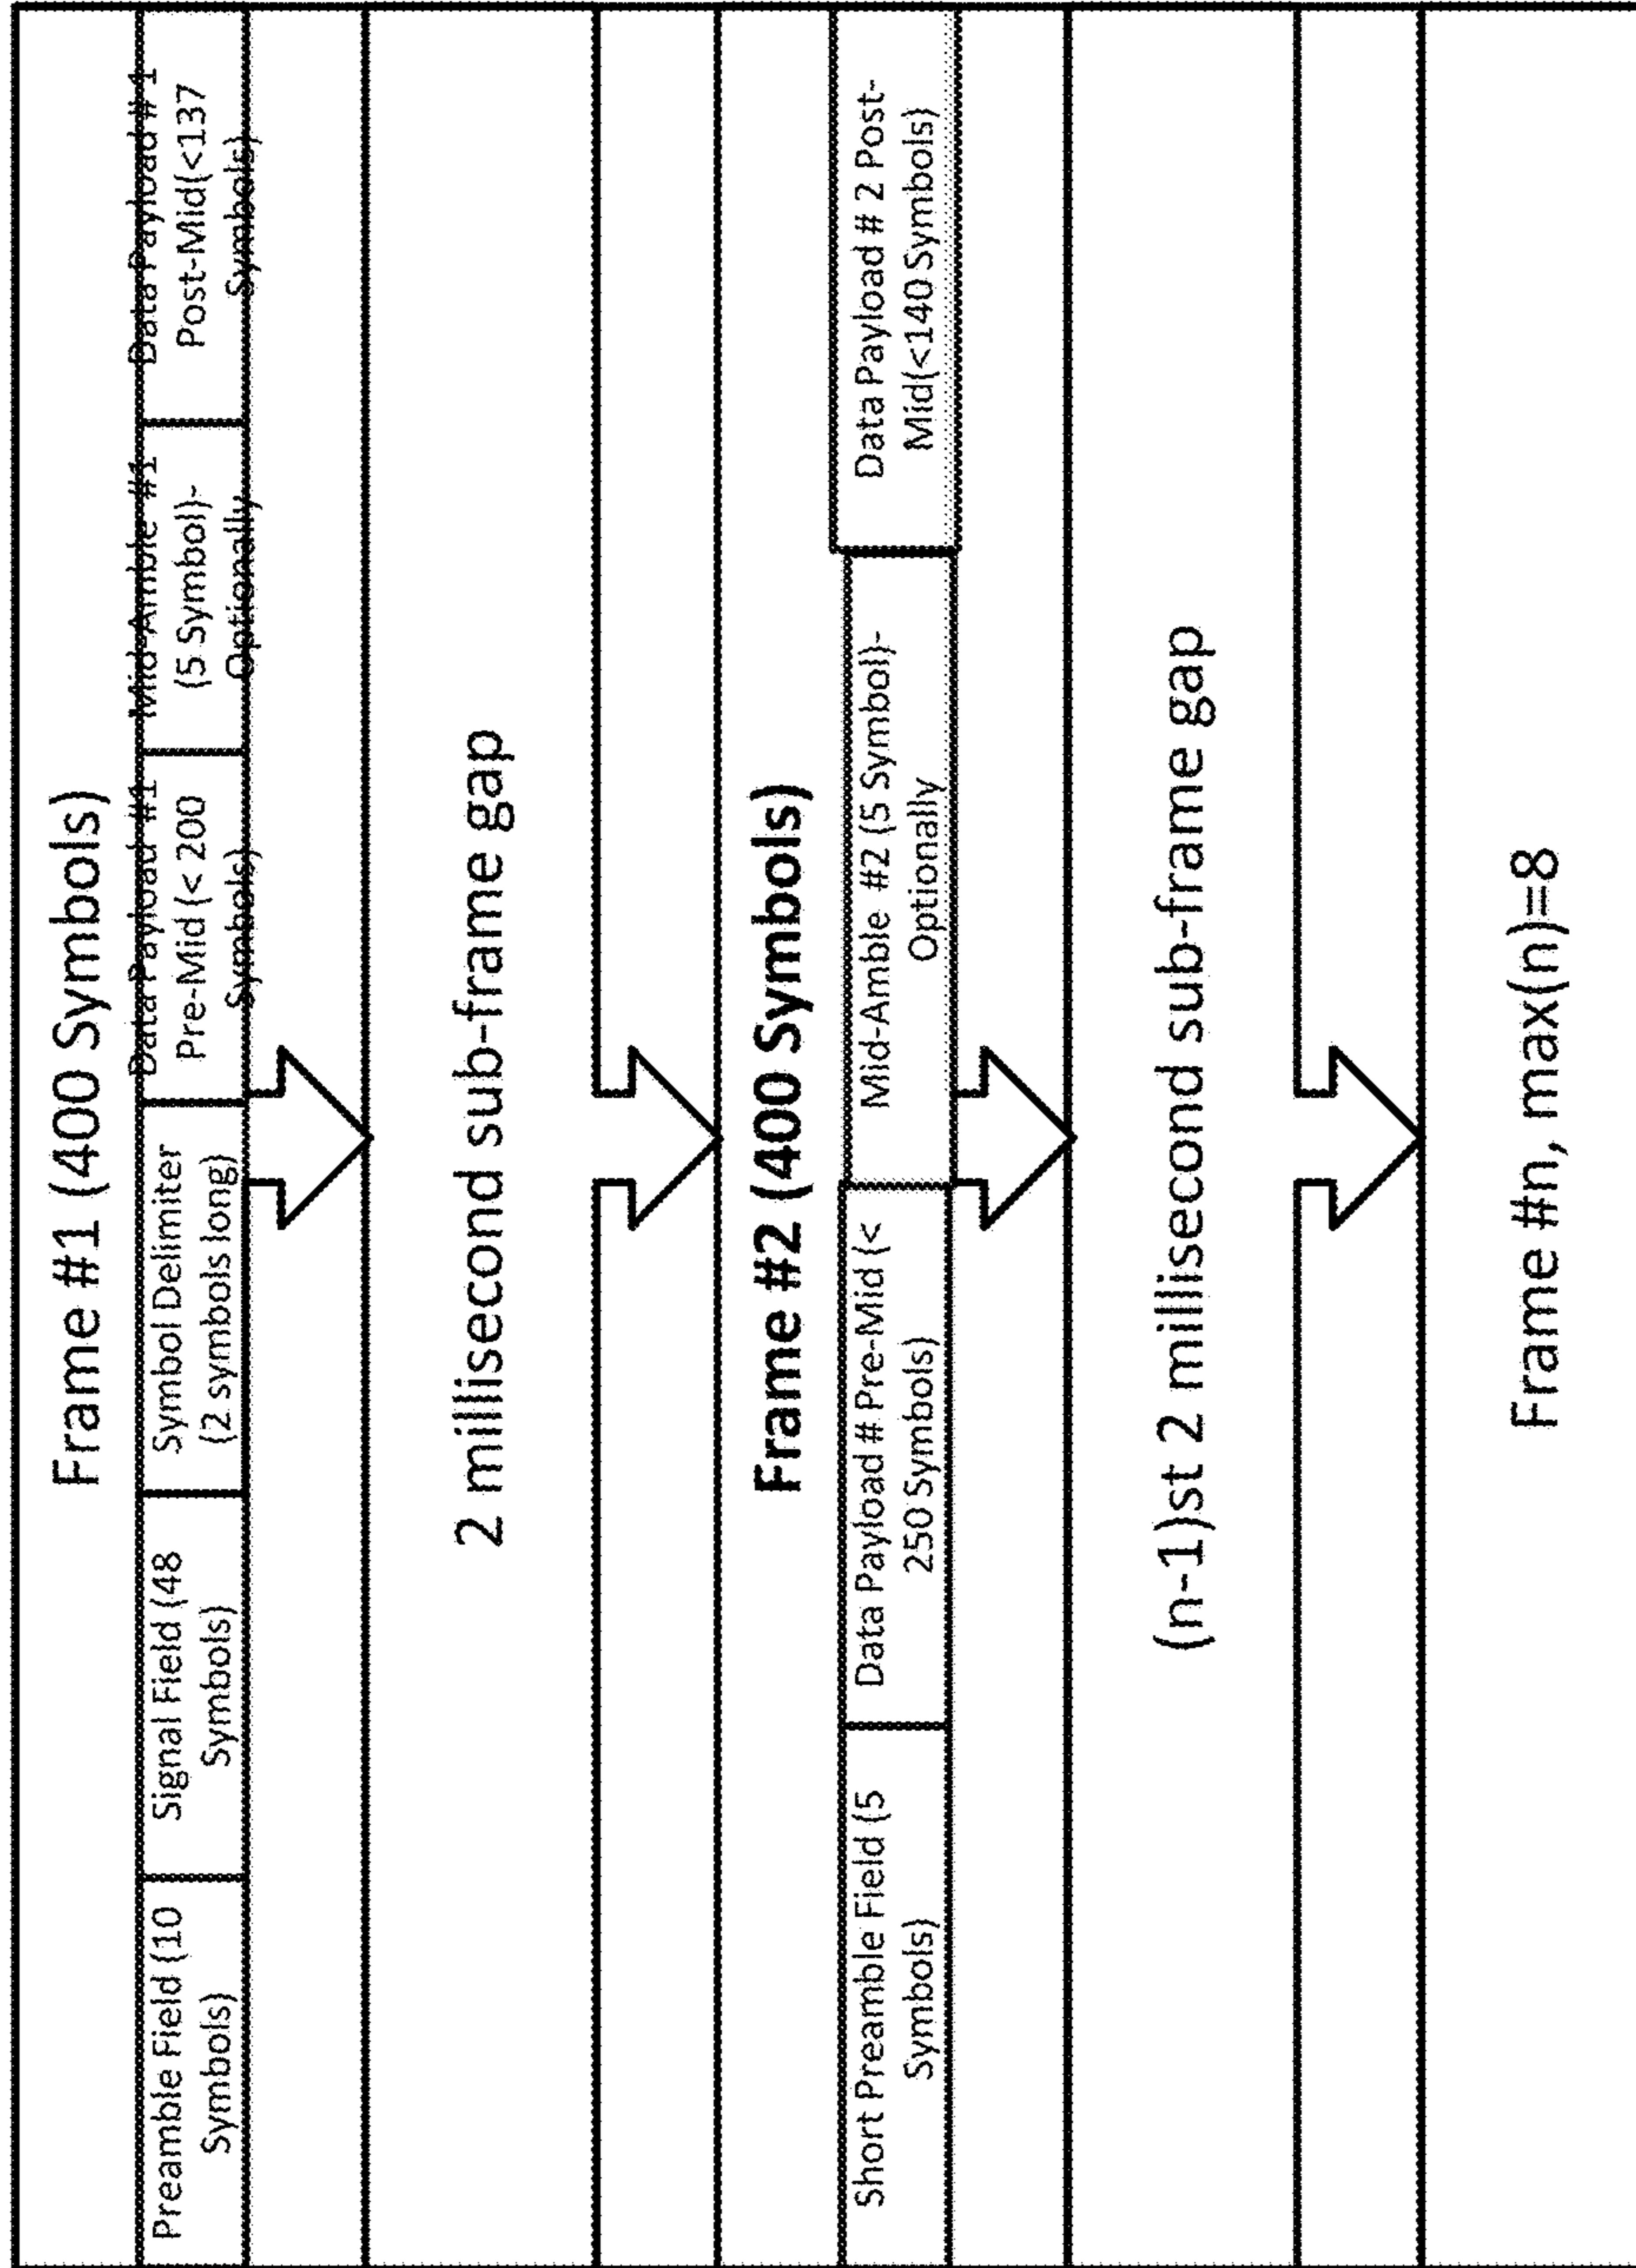 Frame #1 (400 Symbols)
Preamble Field (10
Symbols)
Signal Field (48
Symbols)
Symbol Delimiter
(2 symbols long)
Data Payload #1
Pre-Mid (< 200
Symbols)
Mid-Amble #1
(5 Symbol)-
Optionally
Data Payload # 1
Post-Mid(<137
Symbols)
2 millisecond sub-frame gap
Frame #2 (400 Symbols)
Short Preamble Field (5
Symbols)
Data Payload # Pre-Mid (<
250 Symbols)
Mid-Amble #2 (5 Symbol)-
Optionally
Data Payload # 2 Post-
Mid(<140 Symbols)
(n-1)st 2 millisecond sub-frame gap
Frame #n, max(n)=8